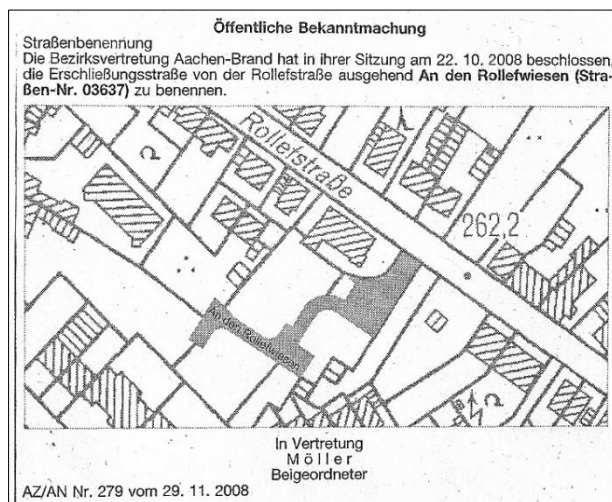 Öffentliche Bekanntmachung
Straßenbenennung
Die Bezirksvertretung Aachen-Brand hat in ihrer Sitzung am 22. 10. 2008 beschlossen,
die Erschließungsstraße von der Rollefstraße ausgehend An den Rollefwiesen (Stra-
ßen-Nr. 03637) zu benennen.
Rollefstraße
262,2
An den Rollefwiesen
In Vertretung
Möller
Beigeordneter
AZ/AN Nr. 279 vom 29. 11. 2008